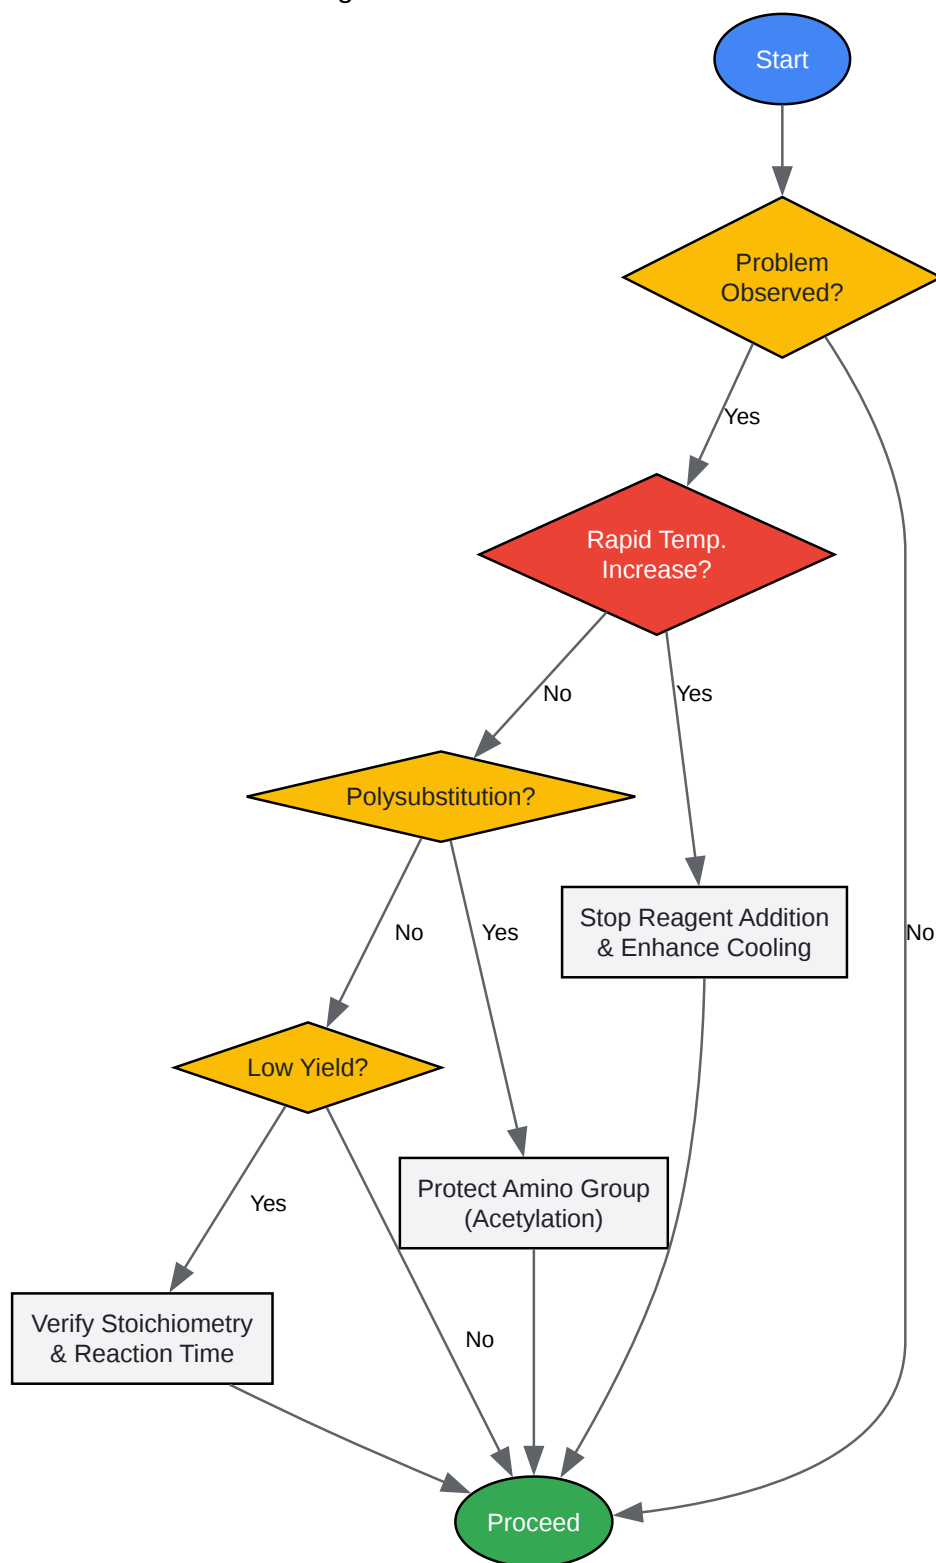 Start
Problem
Observed?
Yes
Rapid Temp.
Increase?
No
Yes
Polysubstitution?
Stop Reagent Addition
& Enhance Cooling
No
Yes
No
Low Yield?
Protect Amino Group
(Acetylation)
Yes
Verify Stoichiometry
& Reaction Time
No
Proceed